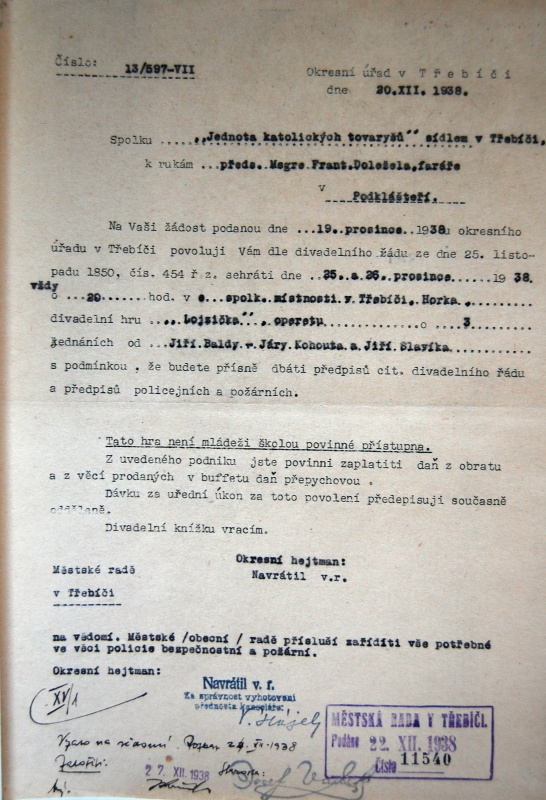 Číslo: 13/597-VII
Okresní úřad v Třebíči
dne 20.XII. 1938.
Spolku ....„Jednota katolických tovaryšů" sídlem v Třebíči,
k rukám ...předs. Msgre. Frant. Doležela, faráře
v
Podklášteří.
Na Vaši žádost podanou dne ...19. prosince 1938u okresního
úřadu v Třebíči povoluji Vám dle divadelního řádu ze dne 25. listo-
padu 1850, čís. 454 ř z. sehráti dne ...25. a 26. prosince....19 38.
vždy
o ...20....... hod. v e spolk. místnosti v Třebíči, Horka
divadelní hru ....„Lojzička", operetu .........o ...3......
jednáních od ....Jiří Baldy - Járy Kohouta a Jiří Slavíka........
s podmínkou , že budete přísně dbáti předpisů cit. divadelního řádu
a předpisů policejních a požárních.
Tato hra není mládeži školou povinné přístupna.
Z uvedeného podniku jste povinni zaplatiti daň z obratu
a z věcí prodaných v buffetu daň přepychovou .
Dávku za úřední úkon za toto povolení předepisuji současně
odděleně.
Divadelní knížku vracím.
Okresní hejtman:
Navrátil v.r.
Městské radě
v Třebíči
na vědomí. Městské /obecní / radě přísluší zaříditi vše potřebné
ve věci policie bezpečnostní a požární.
Okresní hejtman:
Navrátil v. r.
Za správnost vyhotovení
přednosta kanceláře:
XV/1
MĚSTSKÁ RADA V TŘEBÍČI.
Podáno 22. XII. 1938
Číslo 11540
27. XII. 1938